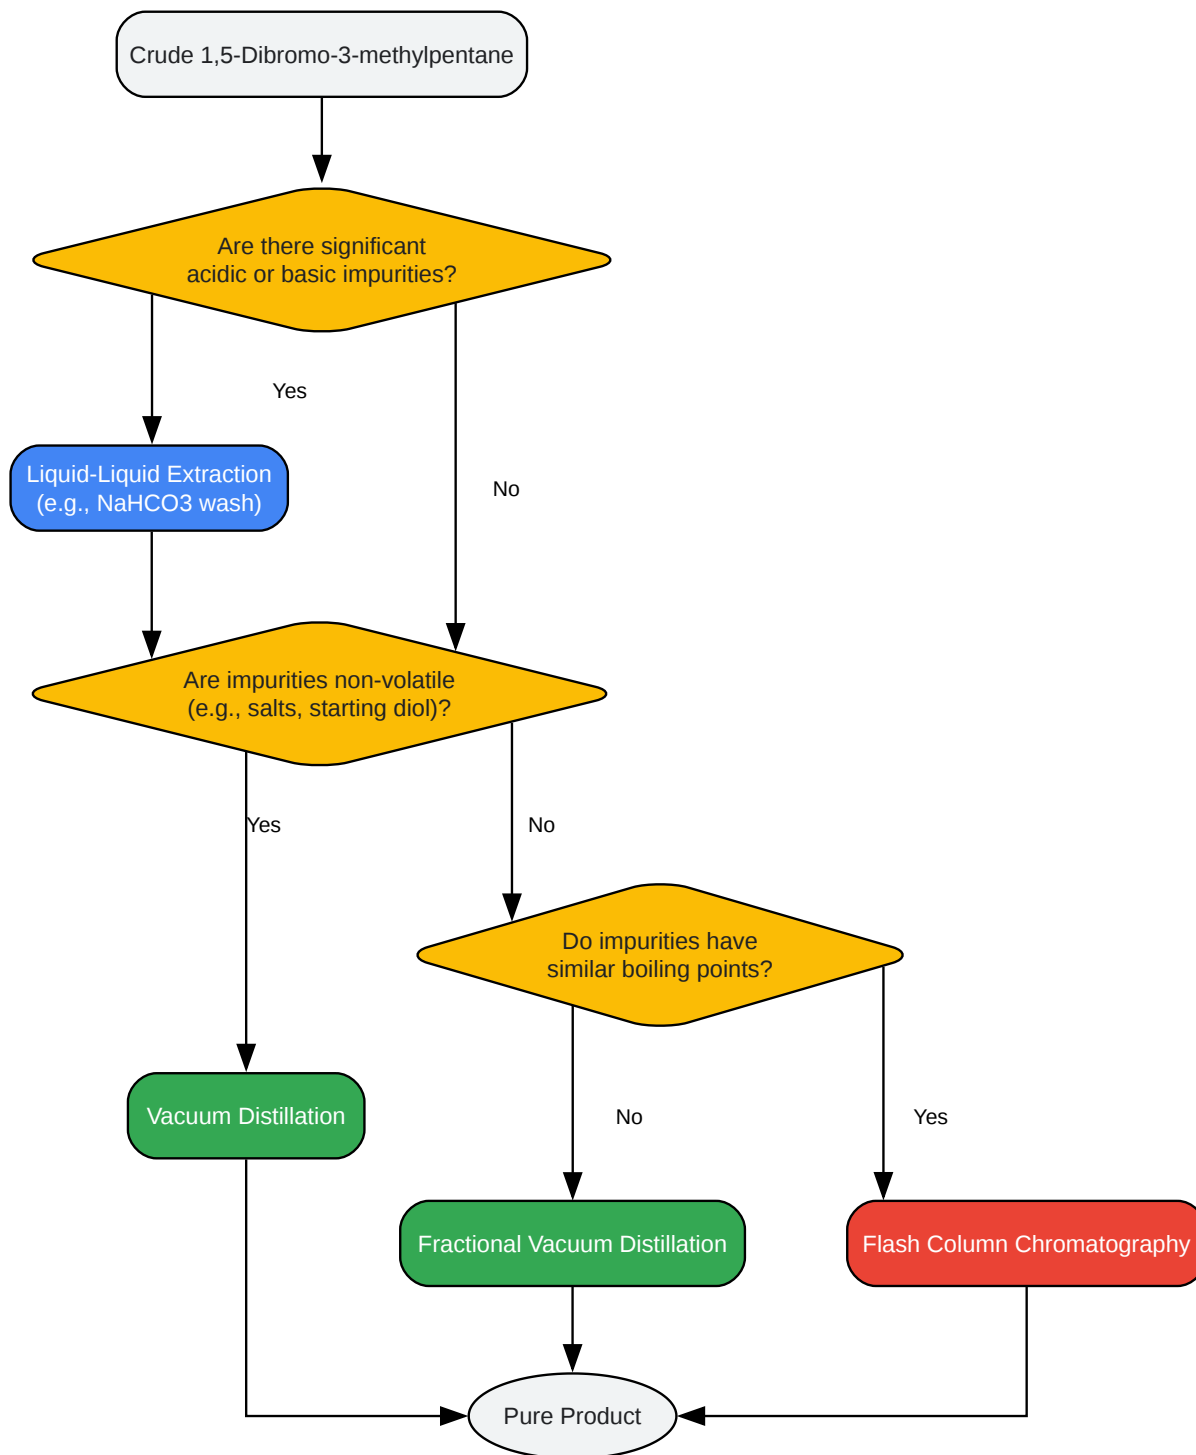 Crude 1,5-Dibromo-3-methylpentane
Are there significant
acidic or basic impurities?
Yes
Liquid-Liquid Extraction
(e.g., NaHCO3 wash)
No
Are impurities non-volatile
(e.g., salts, starting diol)?
Yes
No
Do impurities have
similar boiling points?
Vacuum Distillation
No
Yes
Fractional Vacuum Distillation
Flash Column Chromatography
Pure Product